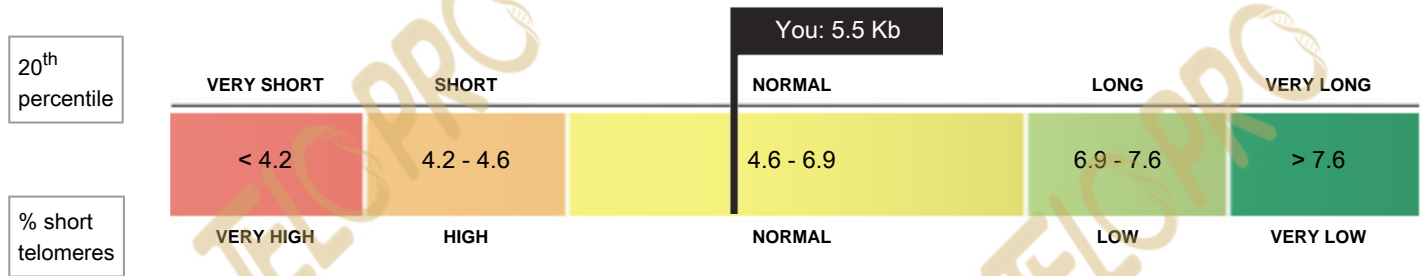 You: 5.5 Kb
20th
percentile
VERY SHORT SHORT NORMAL LONG VERY LONG
< 4.2 4.2 - 4.6 4.6 - 6.9 6.9 - 7.6 > 7.6
% short
telomeres
VERY HIGH HIGH NORMAL LOW VERY LOW
TELOPRO
TELOPRO